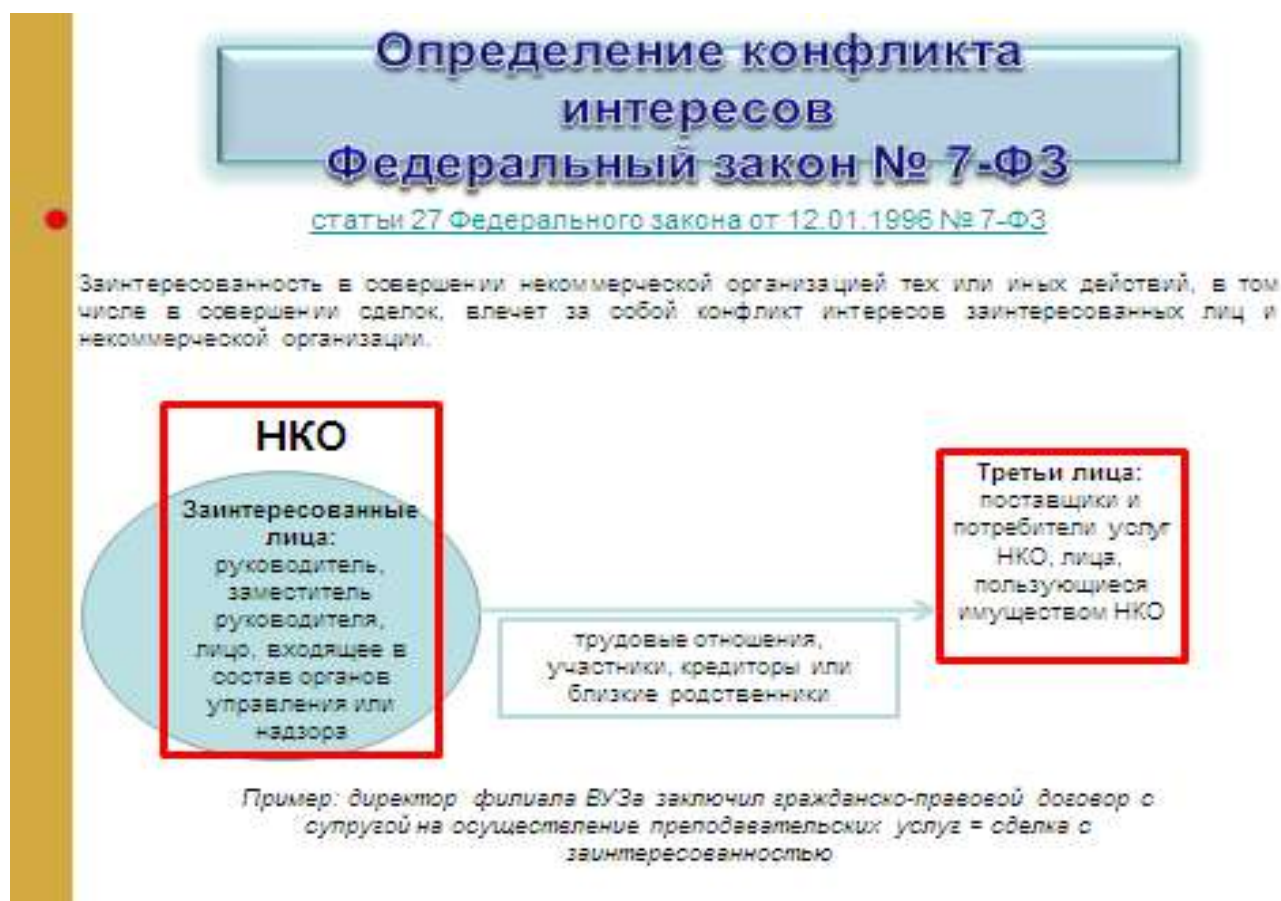 Определение конфликта
интересов
Федеральный закон № 7-ФЗ
статьи 27 Федерального закона от 12.01.1996 № 7-ФЗ
Заинтересованность в совершении некоммерческой организацией тех или иных действий, в том
числе в совершении сделок, влечет за собой конфликт интересов заинтересованных лиц и
некоммерческой организации.
НКО
Заинтересованные
лица:
руководитель,
заместитель
руководителя,
лицо, входящее в
состав органов
управления или
надзора
трудовые отношения,
участники, кредиторы или
близкие родственники
Третьи лица:
поставщики и
потребители услуг
НКО, лица,
пользующиеся
имуществом НКО
Пример: директор филиала ВУЗа заключил гражданско-правовой договор с
супругой на осуществление преподавательских услуг = сделка с
заинтересованностью